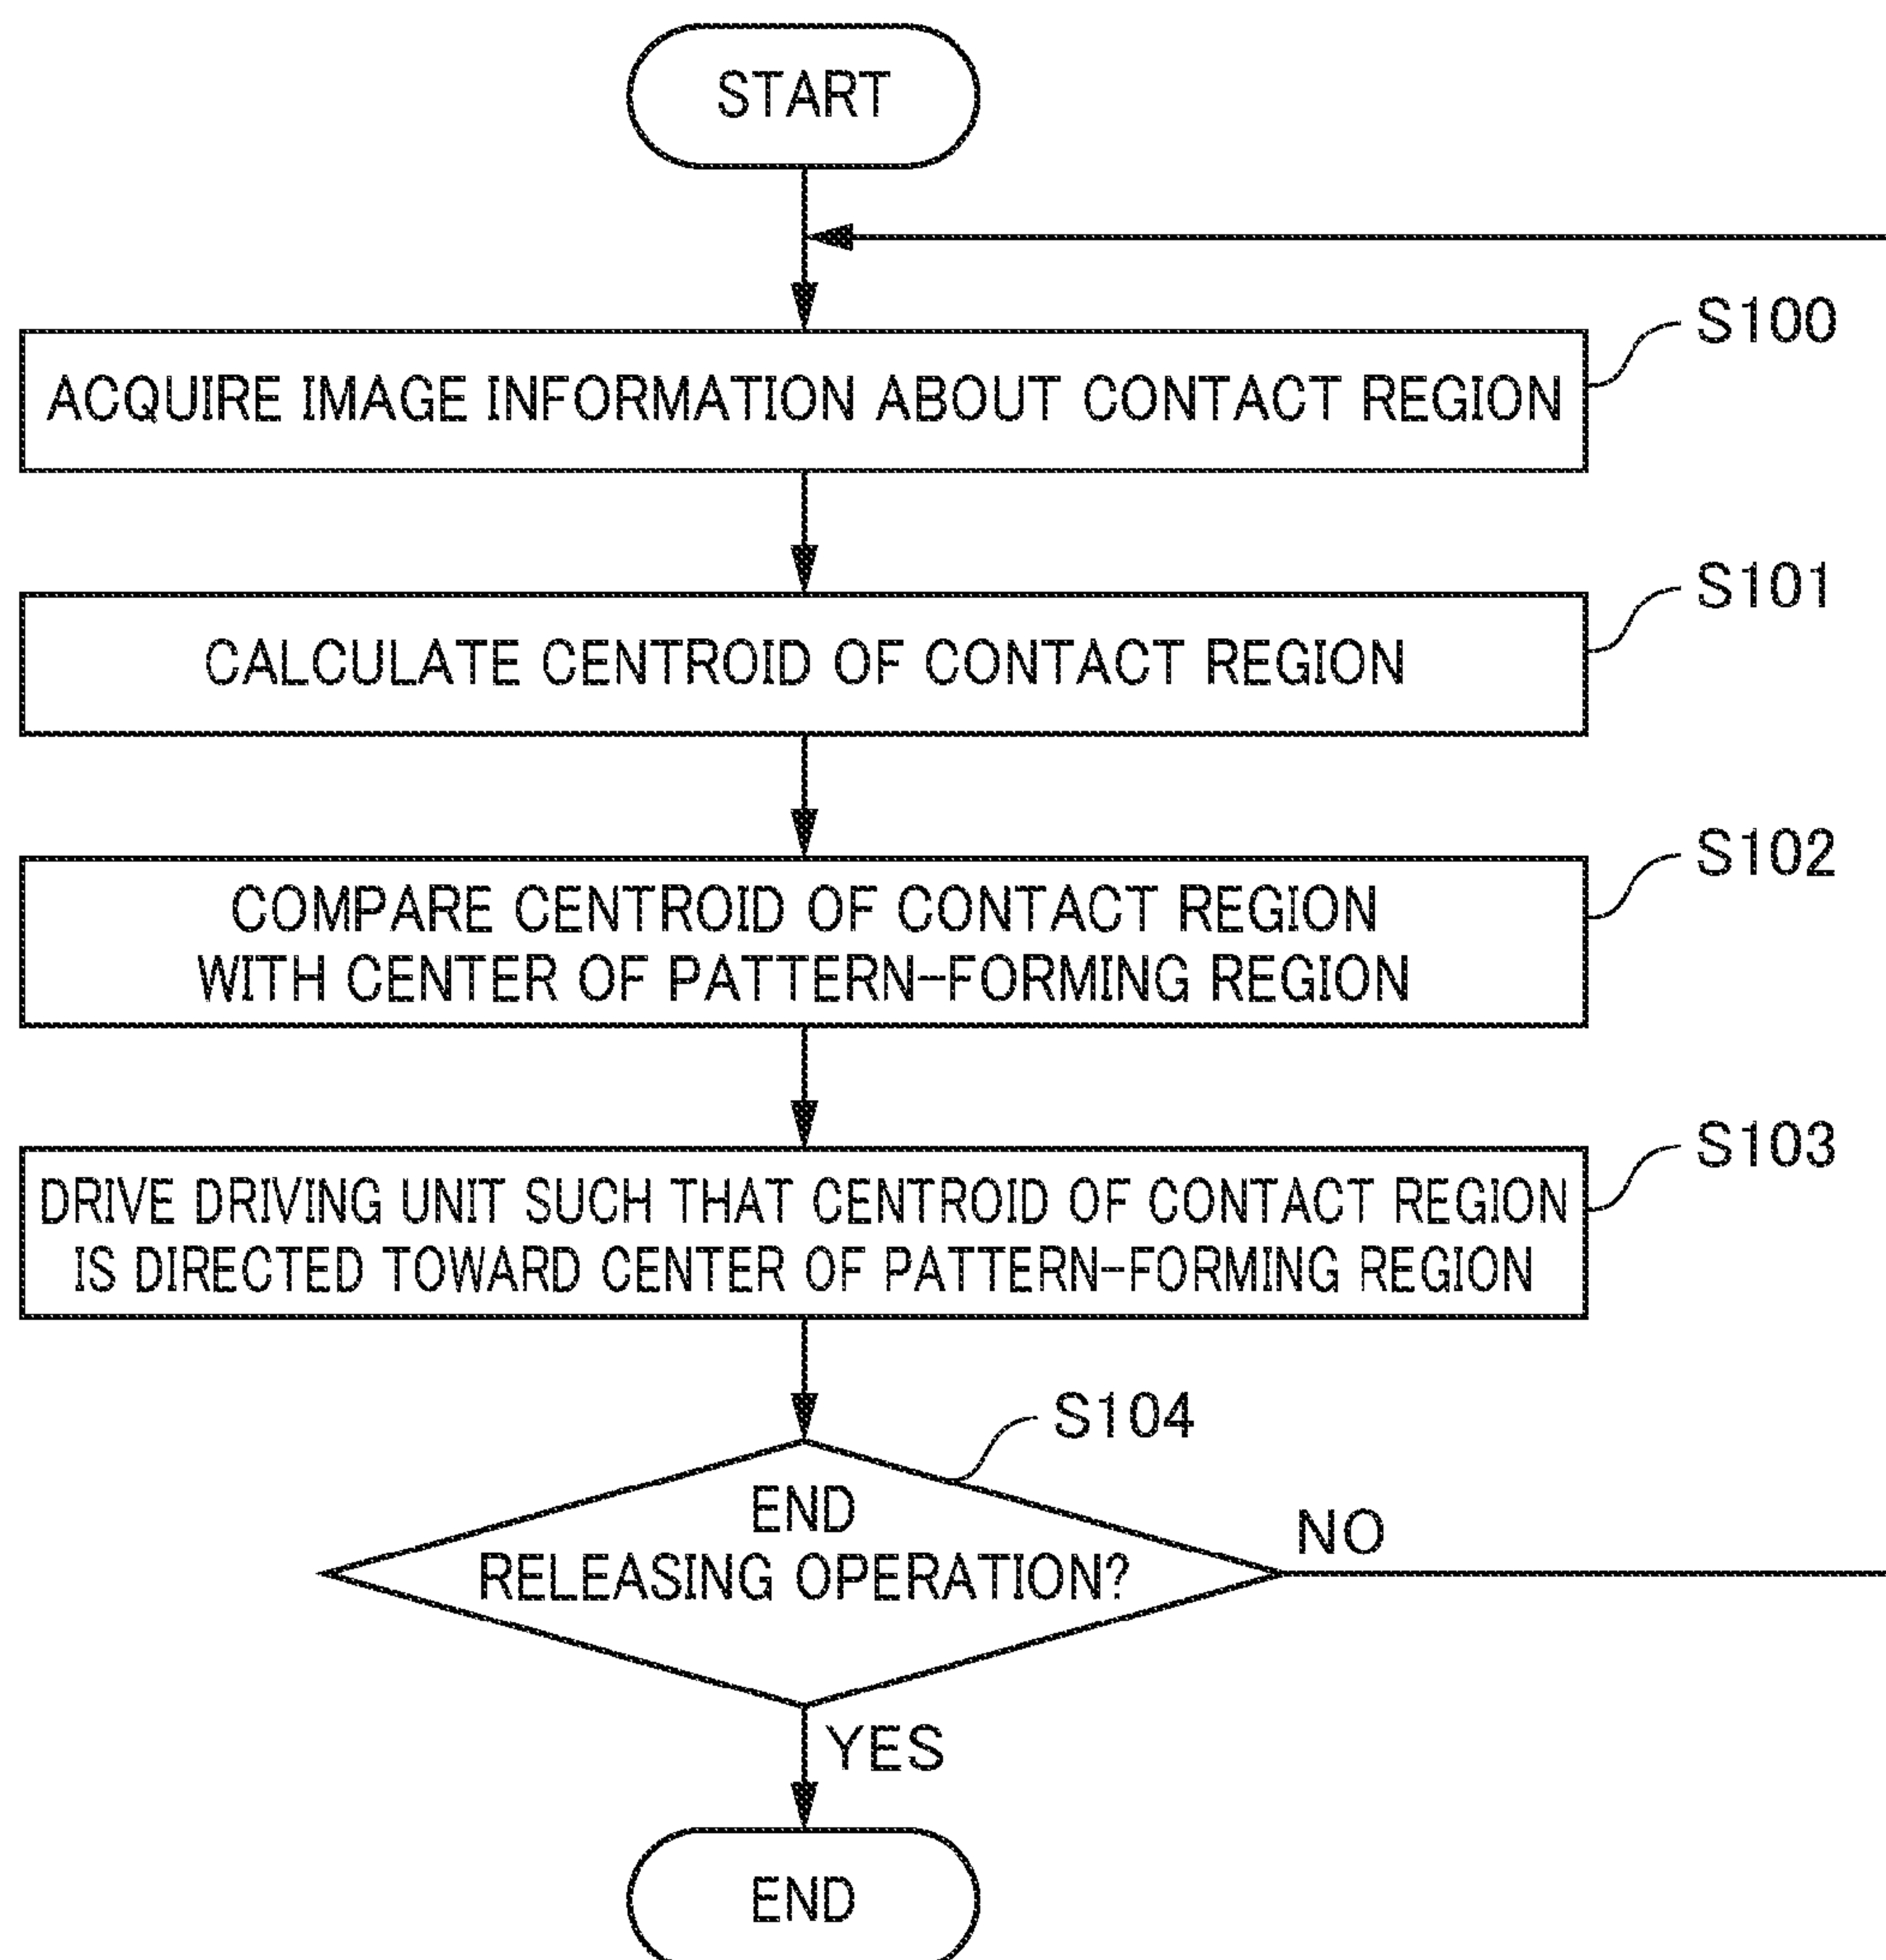 START
S100
ACQUIRE IMAGE INFORMATION ABOUT CONTACT REGION
S101
CALCULATE CENTROID OF CONTACT REGION
S102
COMPARE CENTROID OF CONTACT REGION
WITH CENTER OF PATTERN-FORMING REGION
S103
DRIVE DRIVING UNIT SUCH THAT CENTROID OF CONTACT REGION
IS DIRECTED TOWARD CENTER OF PATTERN-FORMING REGION
S104
END
RELEASING OPERATION?
NO
YES
END